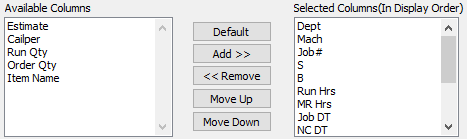 Available Columns
Estimate
Cailper
Run Qty
Order Qty
Item Name
Default
Add >>
<< Remove
Move Up
Move Down
Selected Columns(In Display Order)
Dept
Mach
Job#
S
B
Run Hrs
MR Hrs
Job DT
NC DT